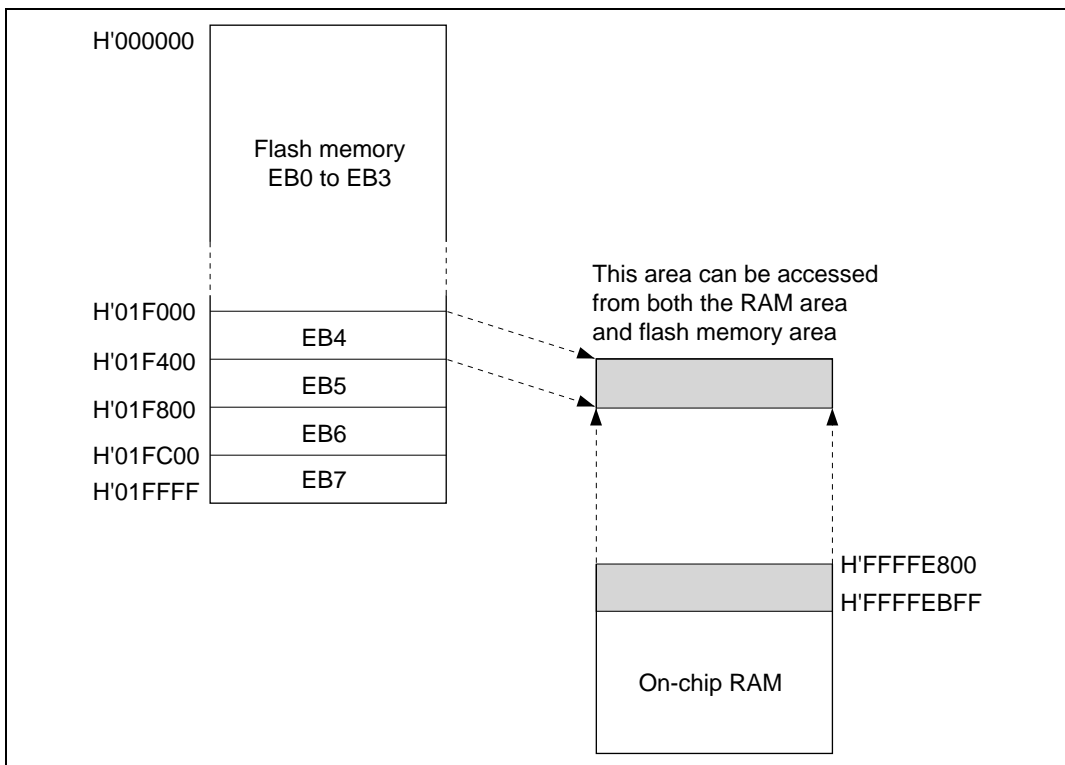 H'000000
Flash memory
EB0 to EB3
H'01F000
EB4
H'01F400
EB5
H'01F800
EB6
H'01FC00
EB7
H'01FFFF
This area can be accessed
from both the RAM area
and flash memory area
H'FFFFE800
H'FFFFEBFF
On-chip RAM